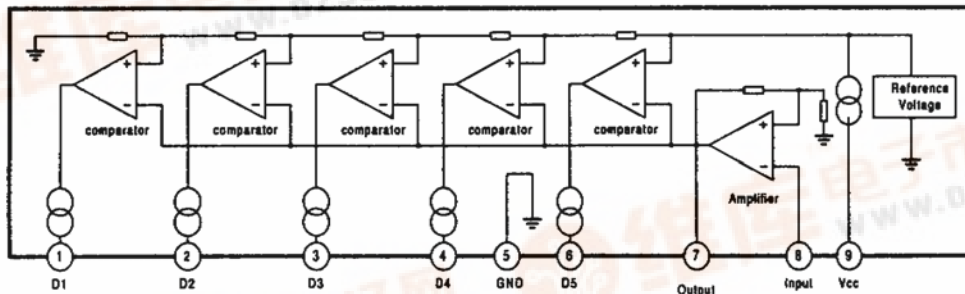 Reference
Voltage
+
-
+
-
+
-
+
-
+
-
comparator
comparator
comparator
comparator
comparator
+
-
Amplifier
1
2
3
4
5
6
7
8
9
D1
D2
D3
D4
GND
D5
Output
Input
Vcc